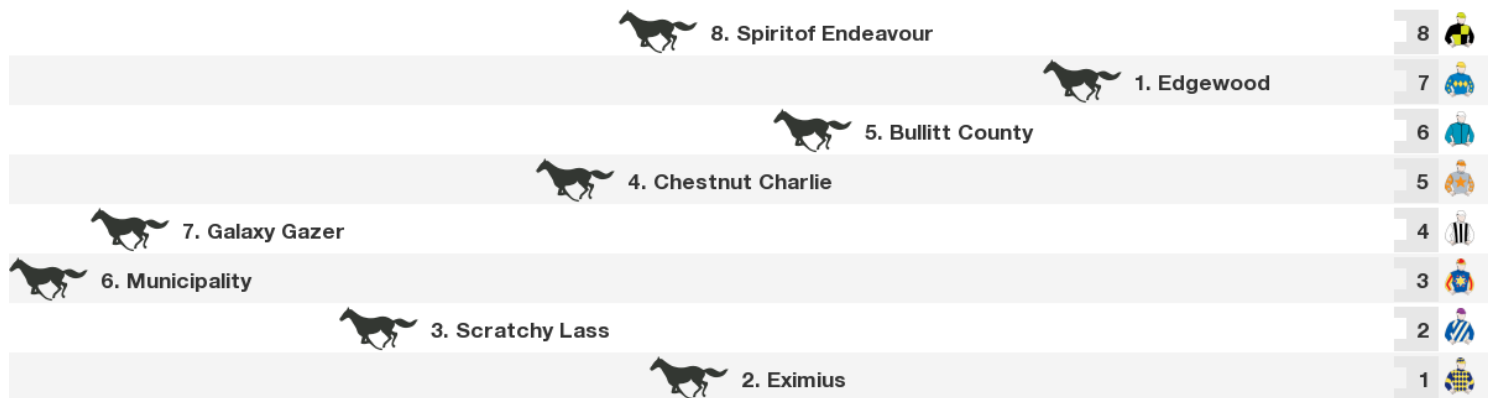 8. Spiritof Endeavour 8
1. Edgewood 7
5. Bullitt County 6
4. Chestnut Charlie 5
7. Galaxy Gazer 4
6. Municipality 3
3. Scratchy Lass 2
2. Eximius 1